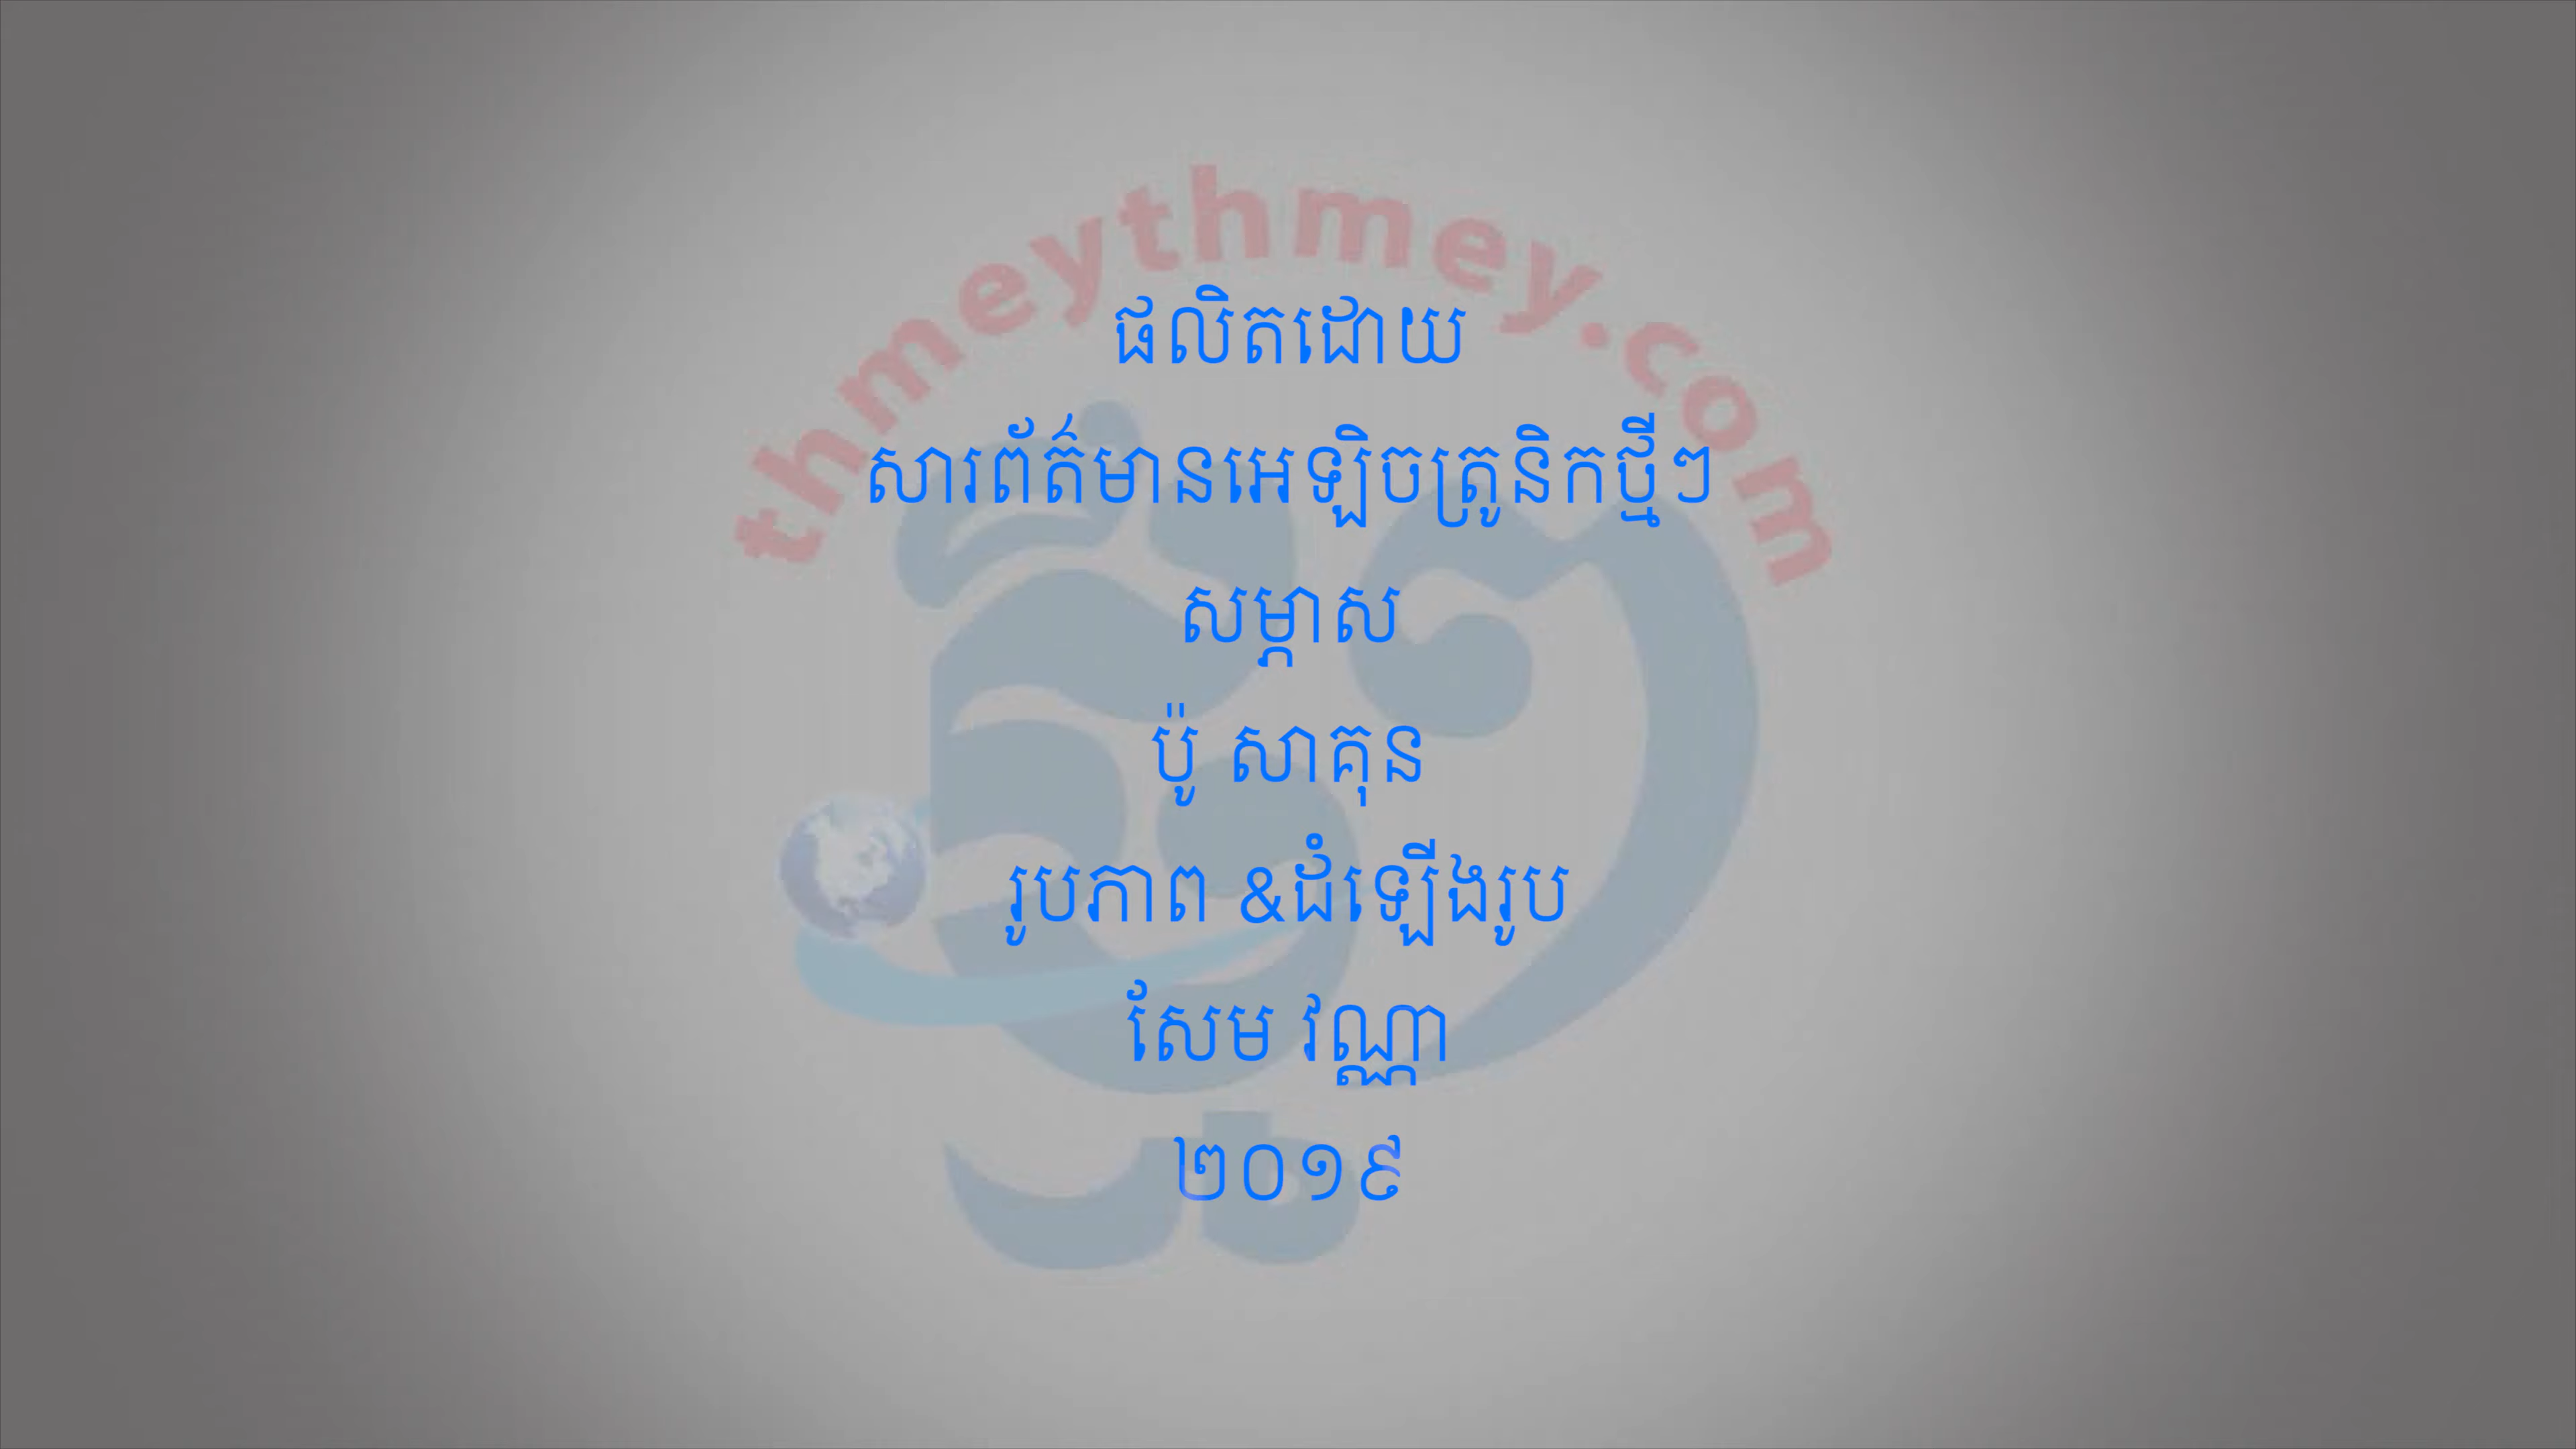 thmeythmey.com
ផលិតដោយ
សារព័ត៌មានអេឡិចត្រូនិកថ្មីៗ
សម្ភាស
ប៉ូ សាគុន
រូបភាព &ដំឡើងរូប
សែម វណ្ណា
២០១៩